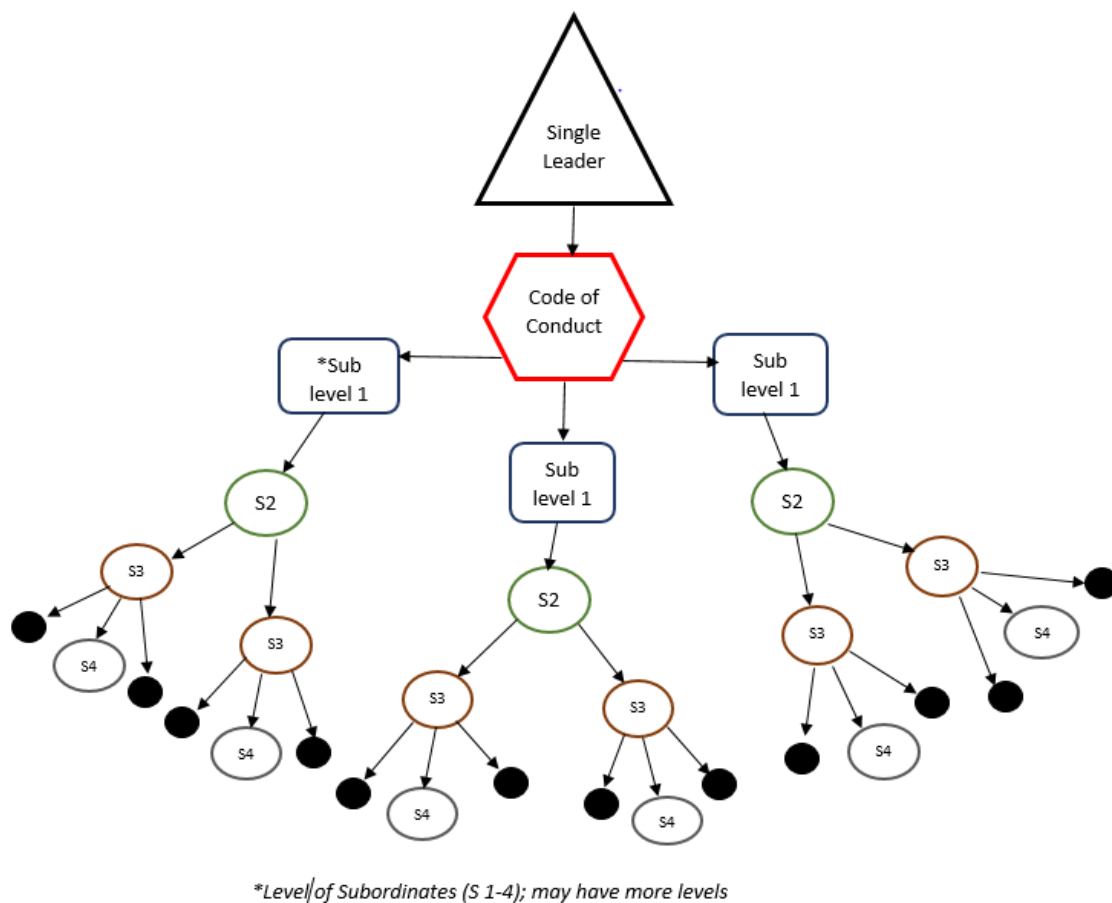 Single
Leader
Code of
Conduct
*Sub
level 1
Sub
level 1
Sub
level 1
S2
S2
S2
S3
S3
S3
S3
S3
S3
S4
S4
S4
S4
S4
S4
*Level of Subordinates (S 1-4); may have more levels